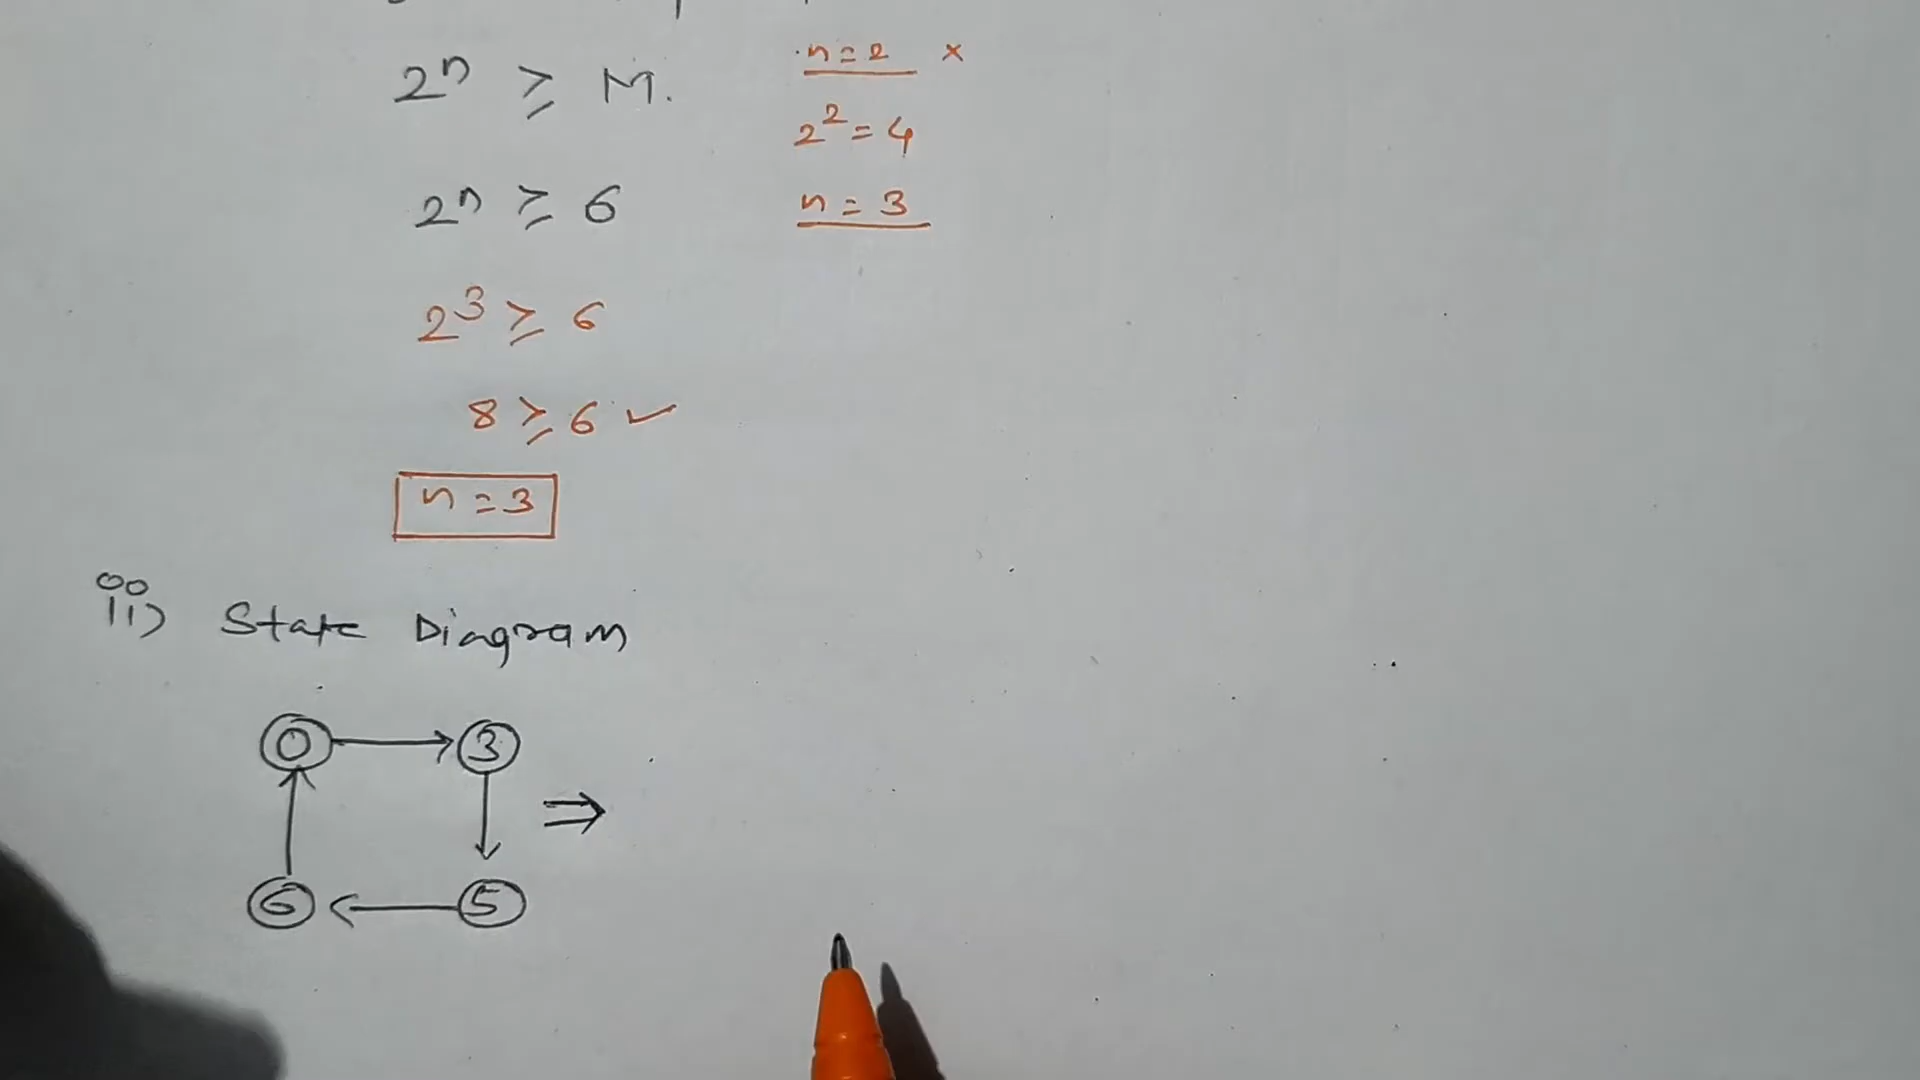 2ⁿ ≥ M.
n = 2 ×
2² = 4
2ⁿ ≥ 6
n = 3
2³ ≥ 6
8 ≥ 6 ✓
n = 3
ii) State Diagram
0 → 3 ⇒
6 ← 5